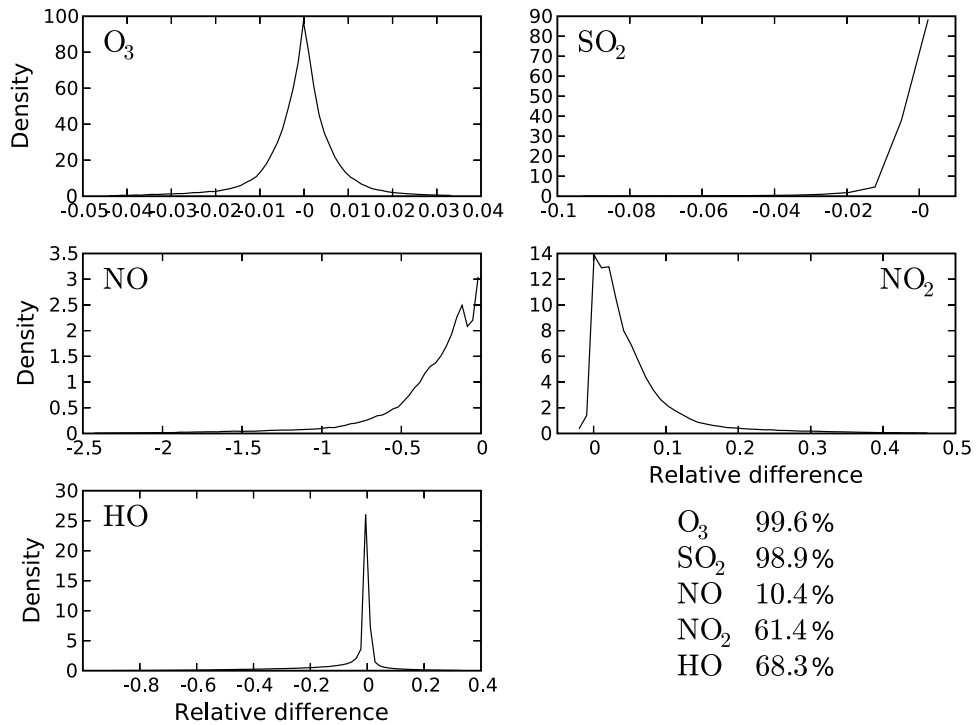 O₃
Density
100
80
60
40
20
0
-0.05 -0.04 -0.03 -0.02 -0.01 -0 0.01 0.02 0.03 0.04
SO₂
90
80
70
60
50
40
30
20
10
0
-0.1 -0.08 -0.06 -0.04 -0.02 -0
NO
Density
3.5
3
2.5
2
1.5
1
0.5
0
-2.5 -2 -1.5 -1 -0.5 0
NO₂
14
12
10
8
6
4
2
0
0 0.1 0.2 0.3 0.4 0.5
Relative difference
HO
Density
30
25
20
15
10
5
0
-0.8 -0.6 -0.4 -0.2 0 0.2 0.4
Relative difference
O₃ 99.6%
SO₂ 98.9%
NO 10.4%
NO₂ 61.4%
HO 68.3%